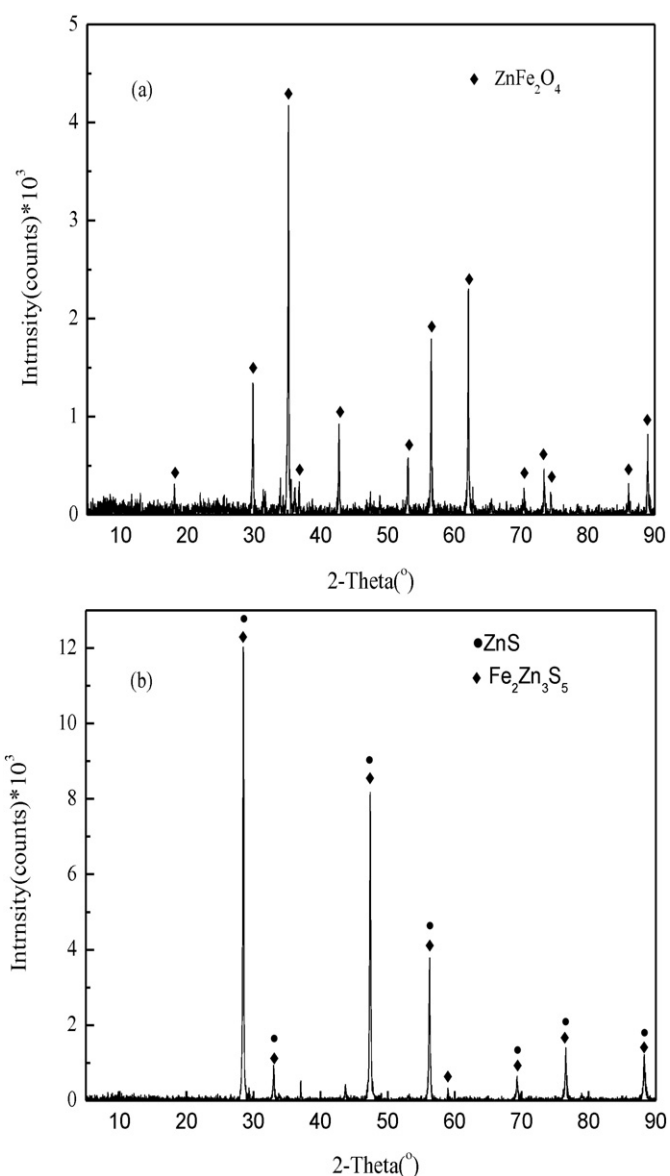 5
(a)
◆ ZnFe₂O₄
4
3
2
1
0
Intrnsity(counts)*10³
10 20 30 40 50 60 70 80 90
2-Theta(°)
12
●ZnS
(b)
◆ Fe₂Zn₃S₅
10
8
6
4
2
0
Intrnsity(counts)*10³
10 20 30 40 50 60 70 80 90
2-Theta(°)